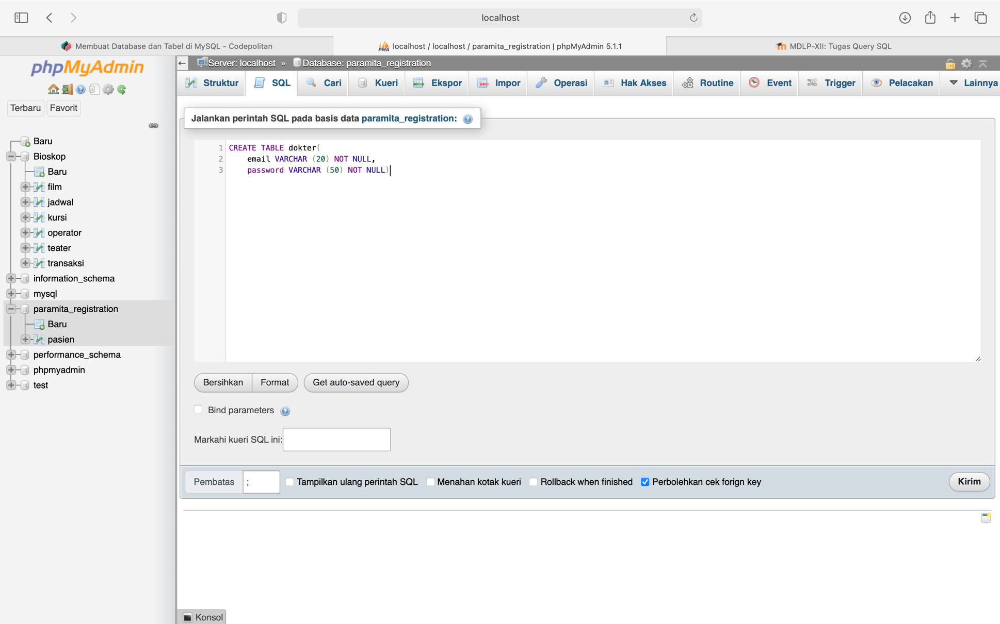 localhost
Membuat Database dan Tabel di MySQL - Codepolitan
PMA localhost / localhost / paramita_registration | phpMyAdmin 5.1.1
MDLP-XII: Tugas Query SQL
phpMyAdmin
Terbaru Favorit
Baru
Bioskop
Baru
film
jadwal
kursi
operator
teater
transaksi
information_schema
mysql
paramita_registration
Baru
pasien
performance_schema
phpmyadmin
test
← Server: localhost » Database: paramita_registration
Struktur SQL Cari Kueri Ekspor Impor Operasi Hak Akses Routine Event Trigger Pelacakan Lainnya
Jalankan perintah SQL pada basis data paramita_registration:
1 CREATE TABLE dokter(
2 email VARCHAR (20) NOT NULL,
3 password VARCHAR (50) NOT NULL)
Bersihkan Format Get auto-saved query
Bind parameters
Markahi kueri SQL ini:
Pembatas ; Tampilkan ulang perintah SQL Menahan kotak kueri Rollback when finished Perbolehkan cek forign key Kirim
Konsol